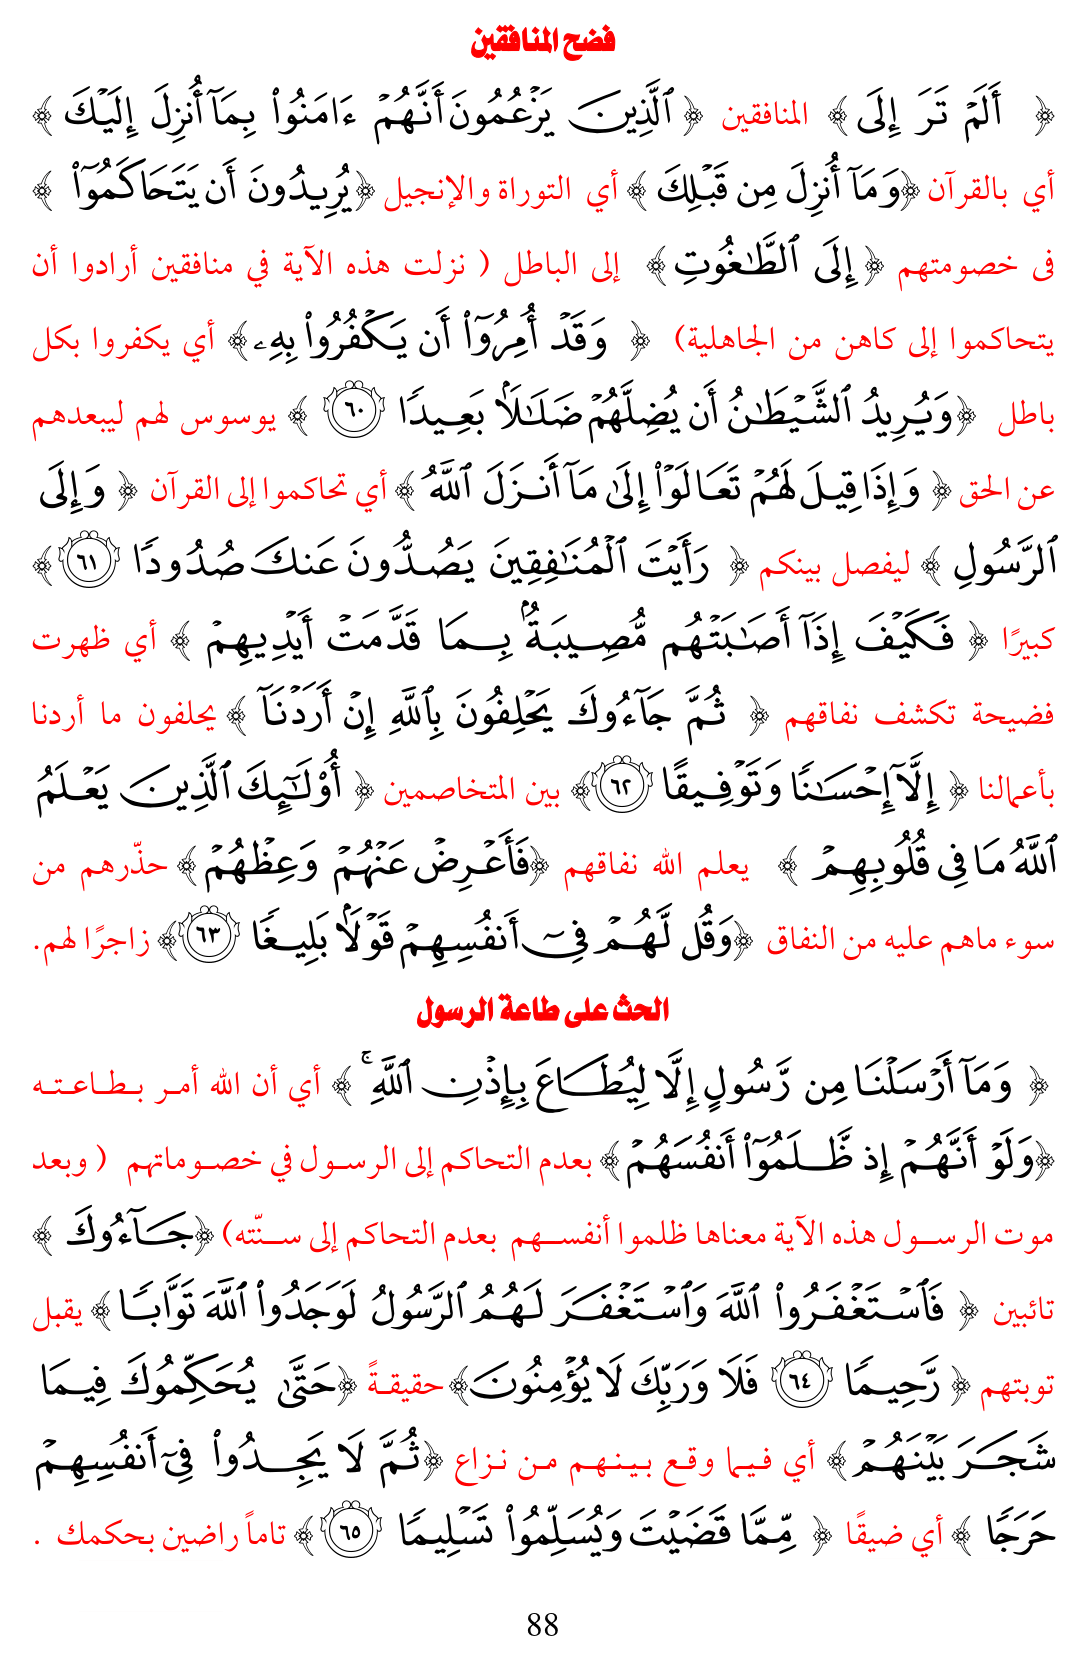 فضح المنافقين
﴿ أَلَمْ تَرَ إِلَى ﴾ المنافقين ﴿ ٱلَّذِينَ يَزْعُمُونَ أَنَّهُمْ ءَامَنُوا۟ بِمَآ أُنزِلَ إِلَيْكَ ﴾
أي بالقرآن ﴿وَمَآ أُنزِلَ مِن قَبْلِكَ ﴾ أي التوراة والإنجيل ﴿يُرِيدُونَ أَن يَتَحَاكَمُوٓا۟ ﴾
فى خصومتهم ﴿ إِلَى ٱلطَّـٰغُوتِ ﴾ إلى الباطل ( نزلت هذه الآية في منافقين أرادوا أن
يتحاكموا إلى كاهن من الجاهلية) ﴿ وَقَدْ أُمِرُوٓا۟ أَن يَكْفُرُوا۟ بِهِۦ ﴾ أي يكفروا بكل
باطل ﴿وَيُرِيدُ ٱلشَّيْطَـٰنُ أَن يُضِلَّهُمْ ضَلَـٰلًۢا بَعِيدًا ٦٠ ﴾ يوسوس لهم ليبعدهم
عن الحق ﴿ وَإِذَا قِيلَ لَهُمْ تَعَالَوْا۟ إِلَىٰ مَآ أَنزَلَ ٱللَّهُ ﴾ أي تحاكموا إلى القرآن ﴿ وَإِلَى
ٱلرَّسُولِ ﴾ ليفصل بينكم ﴿ رَأَيْتَ ٱلْمُنَـٰفِقِينَ يَصُدُّونَ عَنكَ صُدُودًا ٦١ ﴾
كبيرًا ﴿ فَكَيْفَ إِذَآ أَصَـٰبَتْهُم مُّصِيبَةٌۢ بِمَا قَدَّمَتْ أَيْدِيهِمْ ﴾ أي ظهرت
فضيحة تكشف نفاقهم ﴿ ثُمَّ جَآءُوكَ يَحْلِفُونَ بِٱللَّهِ إِنْ أَرَدْنَآ ﴾ يحلفون ما أردنا
بأعمالنا ﴿ إِلَّآ إِحْسَـٰنًا وَتَوْفِيقًا ٦٢ ﴾ بين المتخاصمين ﴿ أُو۟لَـٰٓئِكَ ٱلَّذِينَ يَعْلَمُ
ٱللَّهُ مَا فِى قُلُوبِهِمْ ﴾ يعلم الله نفاقهم ﴿فَأَعْرِضْ عَنْهُمْ وَعِظْهُمْ ﴾ حذّرهم من
سوء ماهم عليه من النفاق ﴿وَقُل لَّهُمْ فِىٓ أَنفُسِهِمْ قَوْلًۢا بَلِيغًا ٦٣ ﴾ زاجرًا لهم.
الحث على طاعة الرسول
﴿ وَمَآ أَرْسَلْنَا مِن رَّسُولٍ إِلَّا لِيُطَاعَ بِإِذْنِ ٱللَّهِ ۚ ﴾ أي أن الله أمر بطاعته
﴿وَلَوْ أَنَّهُمْ إِذ ظَّلَمُوٓا۟ أَنفُسَهُمْ ﴾ بعدم التحاكم إلى الرسول في خصوماتهم ( وبعد
موت الرسول هذه الآية معناها ظلموا أنفسهم بعدم التحاكم إلى سنّته) ﴿جَآءُوكَ ﴾
تائبين ﴿ فَٱسْتَغْفَرُوا۟ ٱللَّهَ وَٱسْتَغْفَرَ لَهُمُ ٱلرَّسُولُ لَوَجَدُوا۟ ٱللَّهَ تَوَّابًا ﴾ يقبل
توبتهم ﴿ رَّحِيمًا ٦٤ فَلَا وَرَبِّكَ لَا يُؤْمِنُونَ ﴾ حقيقةً ﴿حَتَّىٰ يُحَكِّمُوكَ فِيمَا
شَجَرَ بَيْنَهُمْ ﴾ أي فيما وقع بينهم من نزاع ﴿ثُمَّ لَا يَجِدُوا۟ فِىٓ أَنفُسِهِمْ
حَرَجًا ﴾ أي ضيقًا ﴿ مِّمَّا قَضَيْتَ وَيُسَلِّمُوا۟ تَسْلِيمًا ٦٥ ﴾ تاماً راضين بحكمك .
88